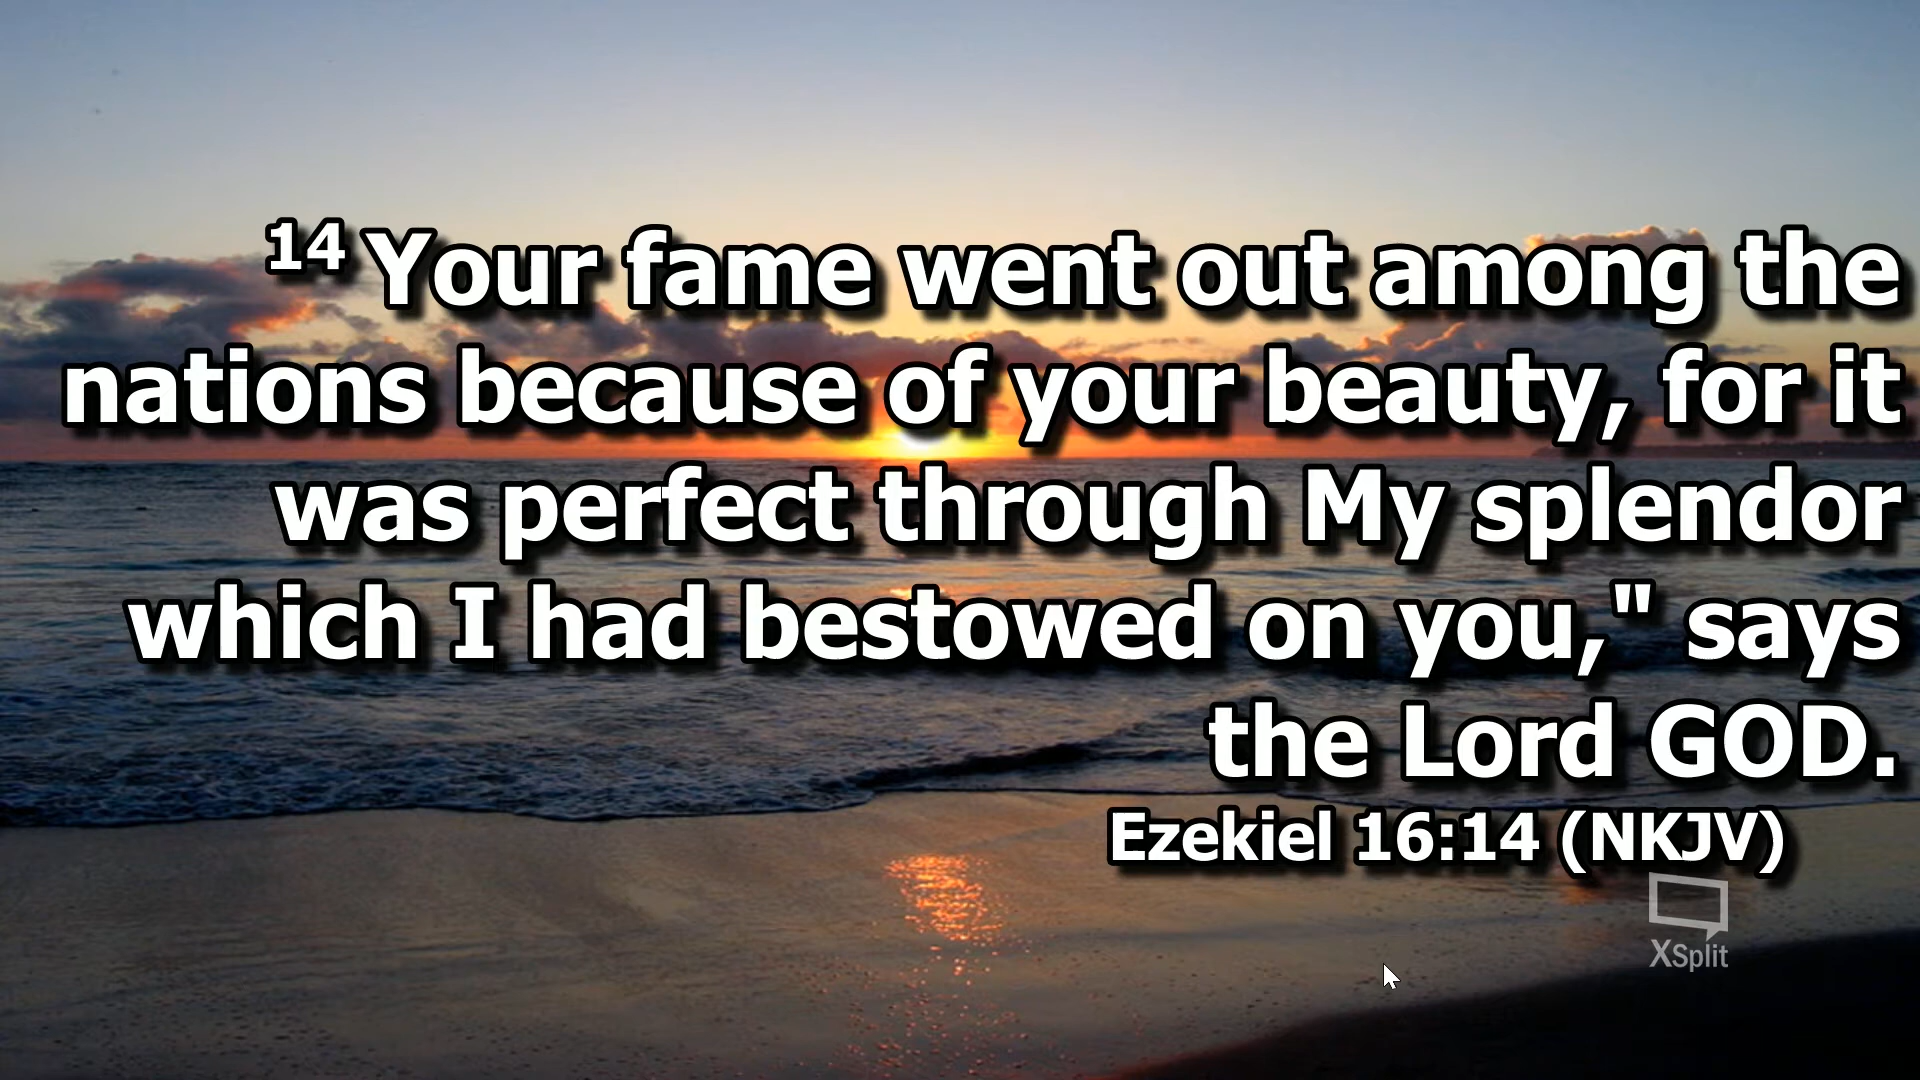 14 Your fame went out among the
nations because of your beauty, for it
was perfect through My splendor
which I had bestowed on you," says
the Lord GOD.
Ezekiel 16:14 (NKJV)
XSplit